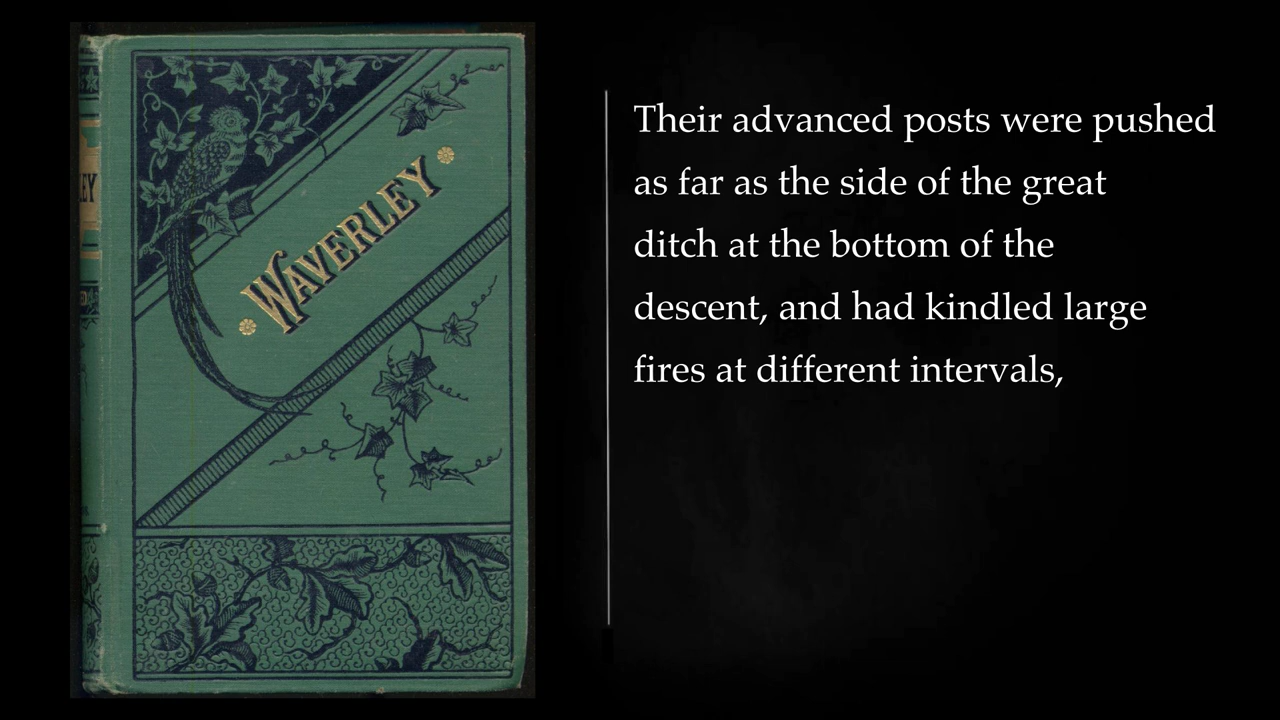 WAVERLEY
EY
Their advanced posts were pushed
as far as the side of the great
ditch at the bottom of the
descent, and had kindled large
fires at different intervals,